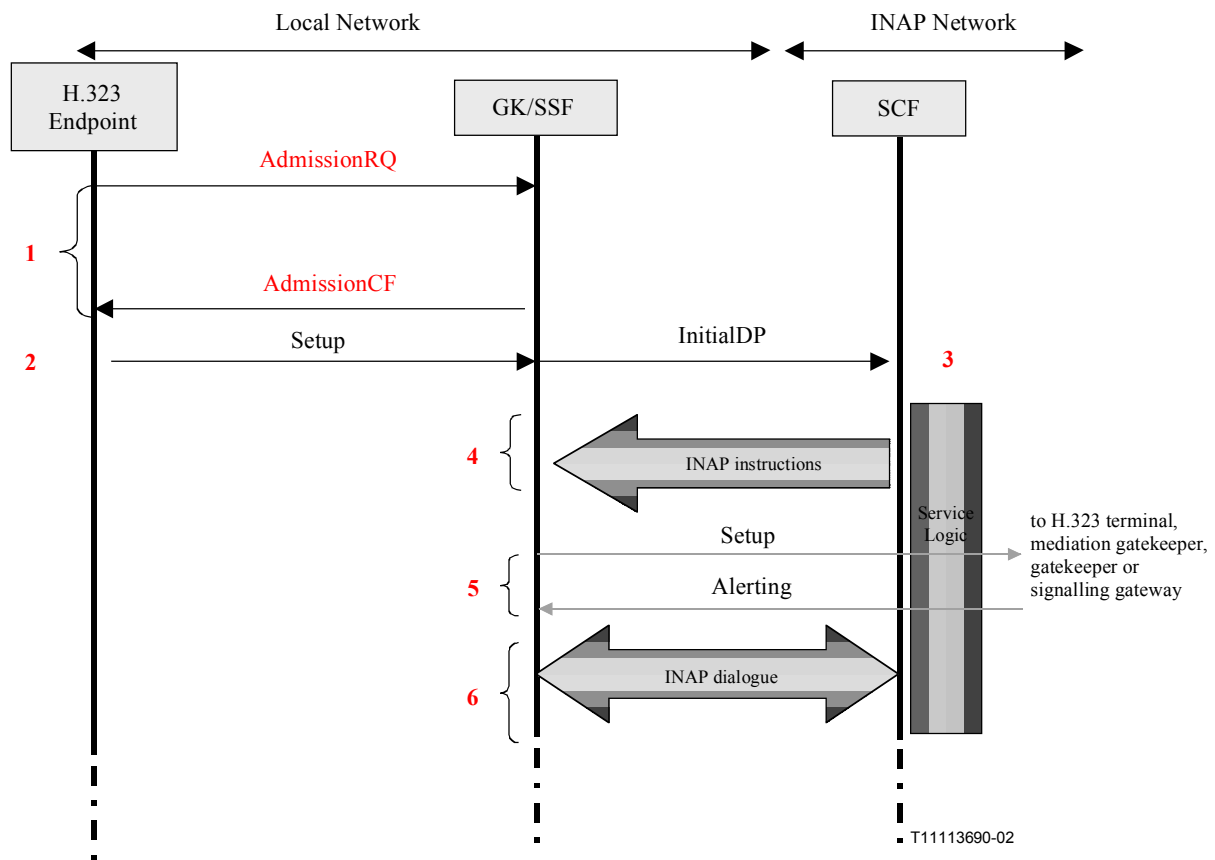 Local Network
INAP Network
H.323
Endpoint
GK/SSF
SCF
AdmissionRQ
1
AdmissionCF
2
Setup
InitialDP
3
4
INAP instructions
Service
Logic
Setup
to H.323 terminal,
mediation gatekeeper,
gatekeeper or
signalling gateway
5
Alerting
INAP dialogue
6
T11113690-02